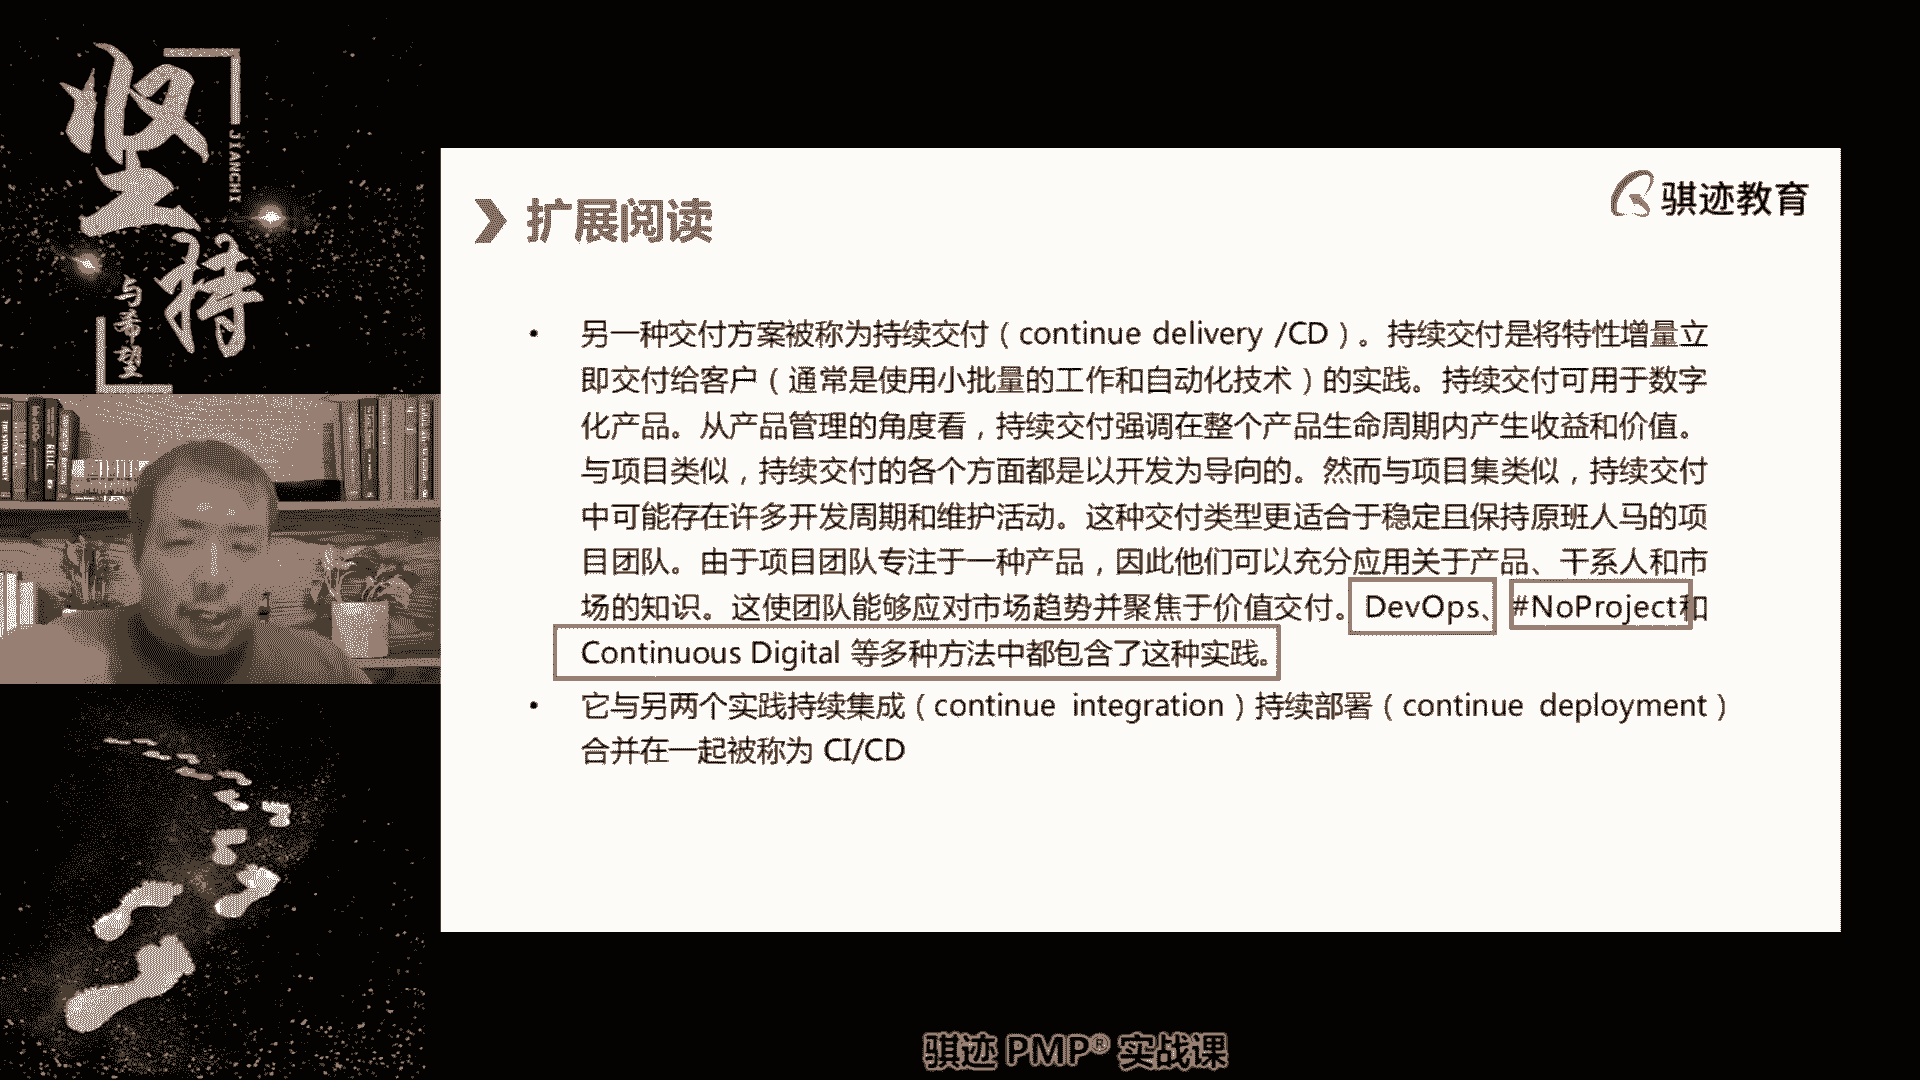 坚持
JIANCHI
与希望
扩展阅读
骐迹教育
• 另一种交付方案被称为持续交付（continue delivery /CD）。持续交付是将特性增量立
即交付给客户（通常是使用小批量的工作和自动化技术）的实践。持续交付可用于数字
化产品。从产品管理的角度看，持续交付强调在整个产品生命周期内产生收益和价值。
与项目类似，持续交付的各个方面都是以开发为导向的。然而与项目集类似，持续交付
中可能存在许多开发周期和维护活动。这种交付类型更适合于稳定且保持原班人马的项
目团队。由于项目团队专注于一种产品，因此他们可以充分应用关于产品、干系人和市
场的知识。这使团队能够应对市场趋势并聚焦于价值交付。DevOps、#NoProject和
Continuous Digital 等多种方法中都包含了这种实践。
• 它与另两个实践持续集成（continue integration）持续部署（continue deployment）
合并在一起被称为 CI/CD
骐迹 PMP® 实战课